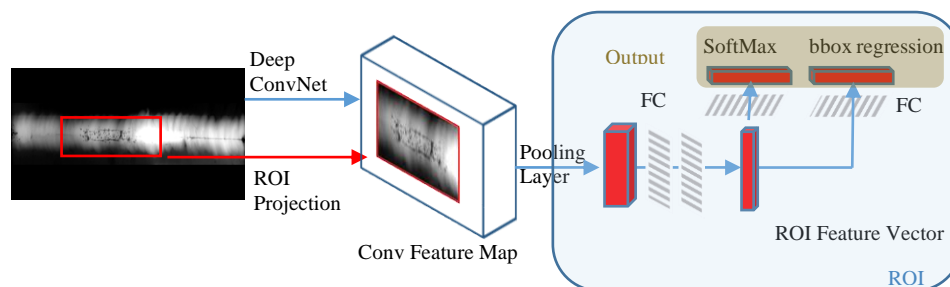 Deep
ConvNet
ROI
Projection
Conv Feature Map
Pooling
Layer
Output
SoftMax
bbox regression
FC
FC
ROI Feature Vector
ROI